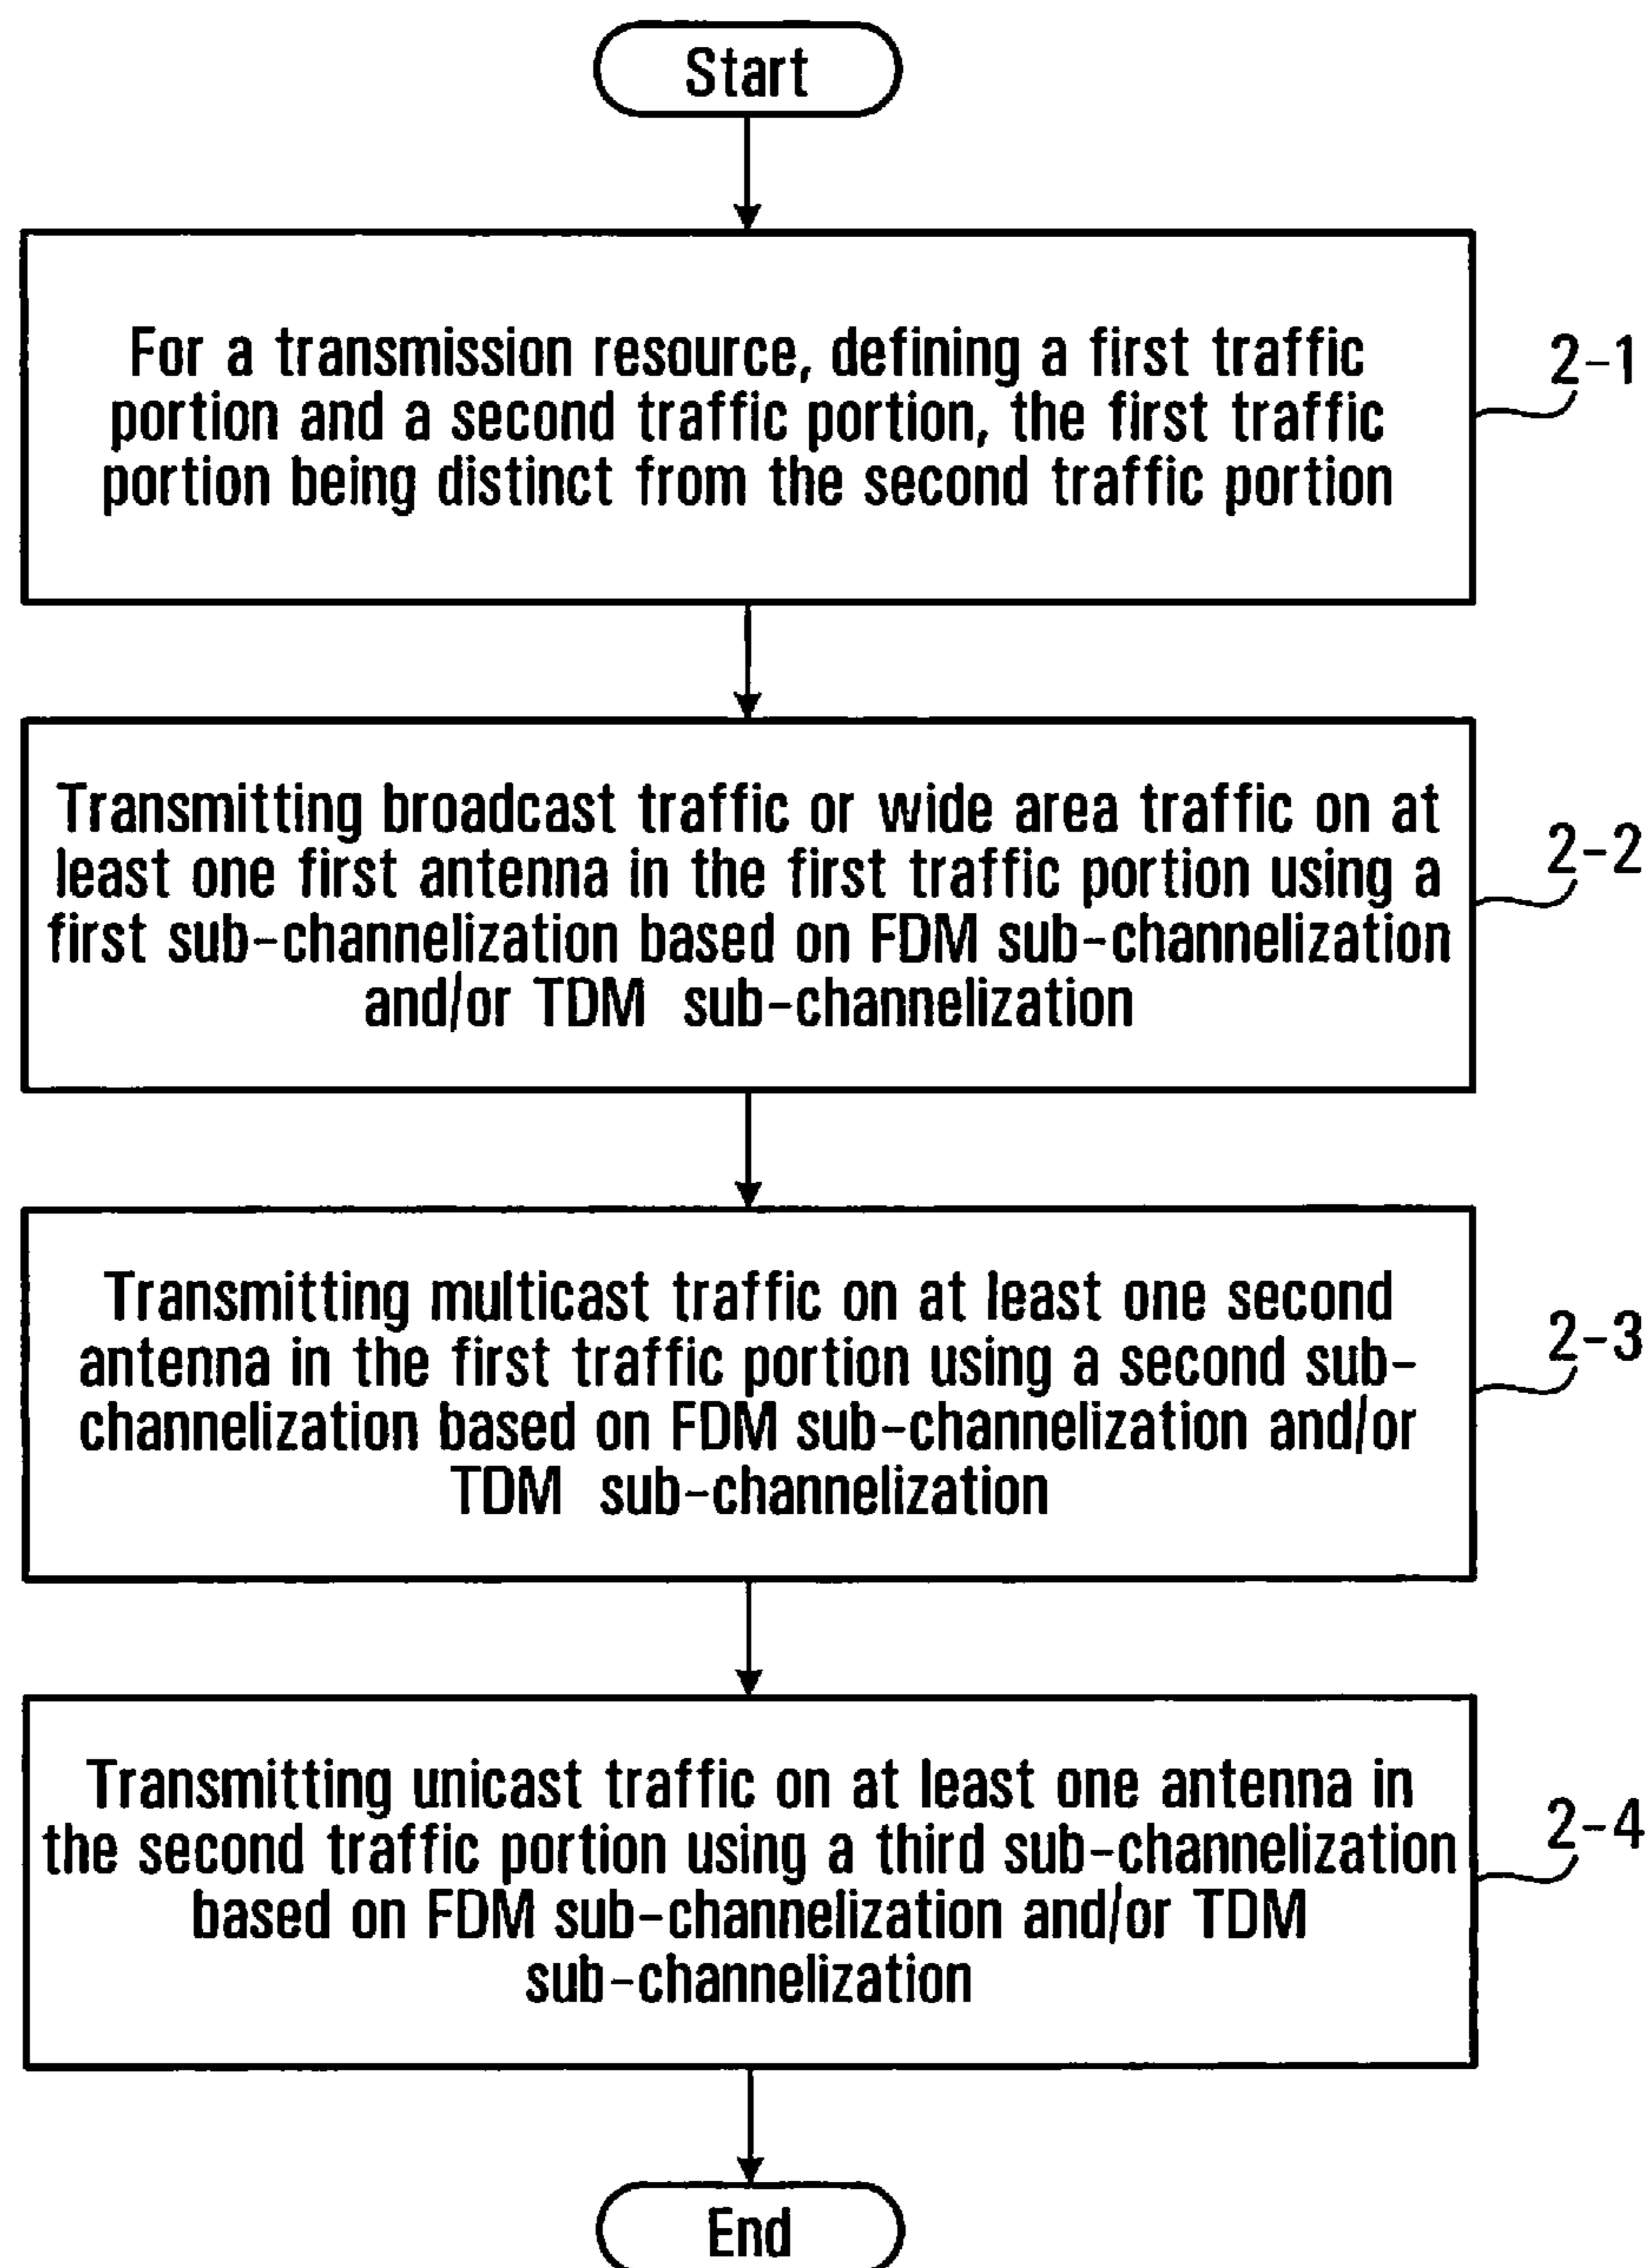 Start
For a transmission resource, defining a first traffic
portion and a second traffic portion, the first traffic
portion being distinct from the second traffic portion
2-1
Transmitting broadcast traffic or wide area traffic on at
least one first antenna in the first traffic portion using a
first sub-channelization based on FDM sub-channelization
and/or TDM sub-channelization
2-2
Transmitting multicast traffic on at least one second
antenna in the first traffic portion using a second sub-
channelization based on FDM sub-channelization and/or
TDM sub-channelization
2-3
Transmitting unicast traffic on at least one antenna in
the second traffic portion using a third sub-channelization
based on FDM sub-channelization and/or TDM
sub-channelization
2-4
End